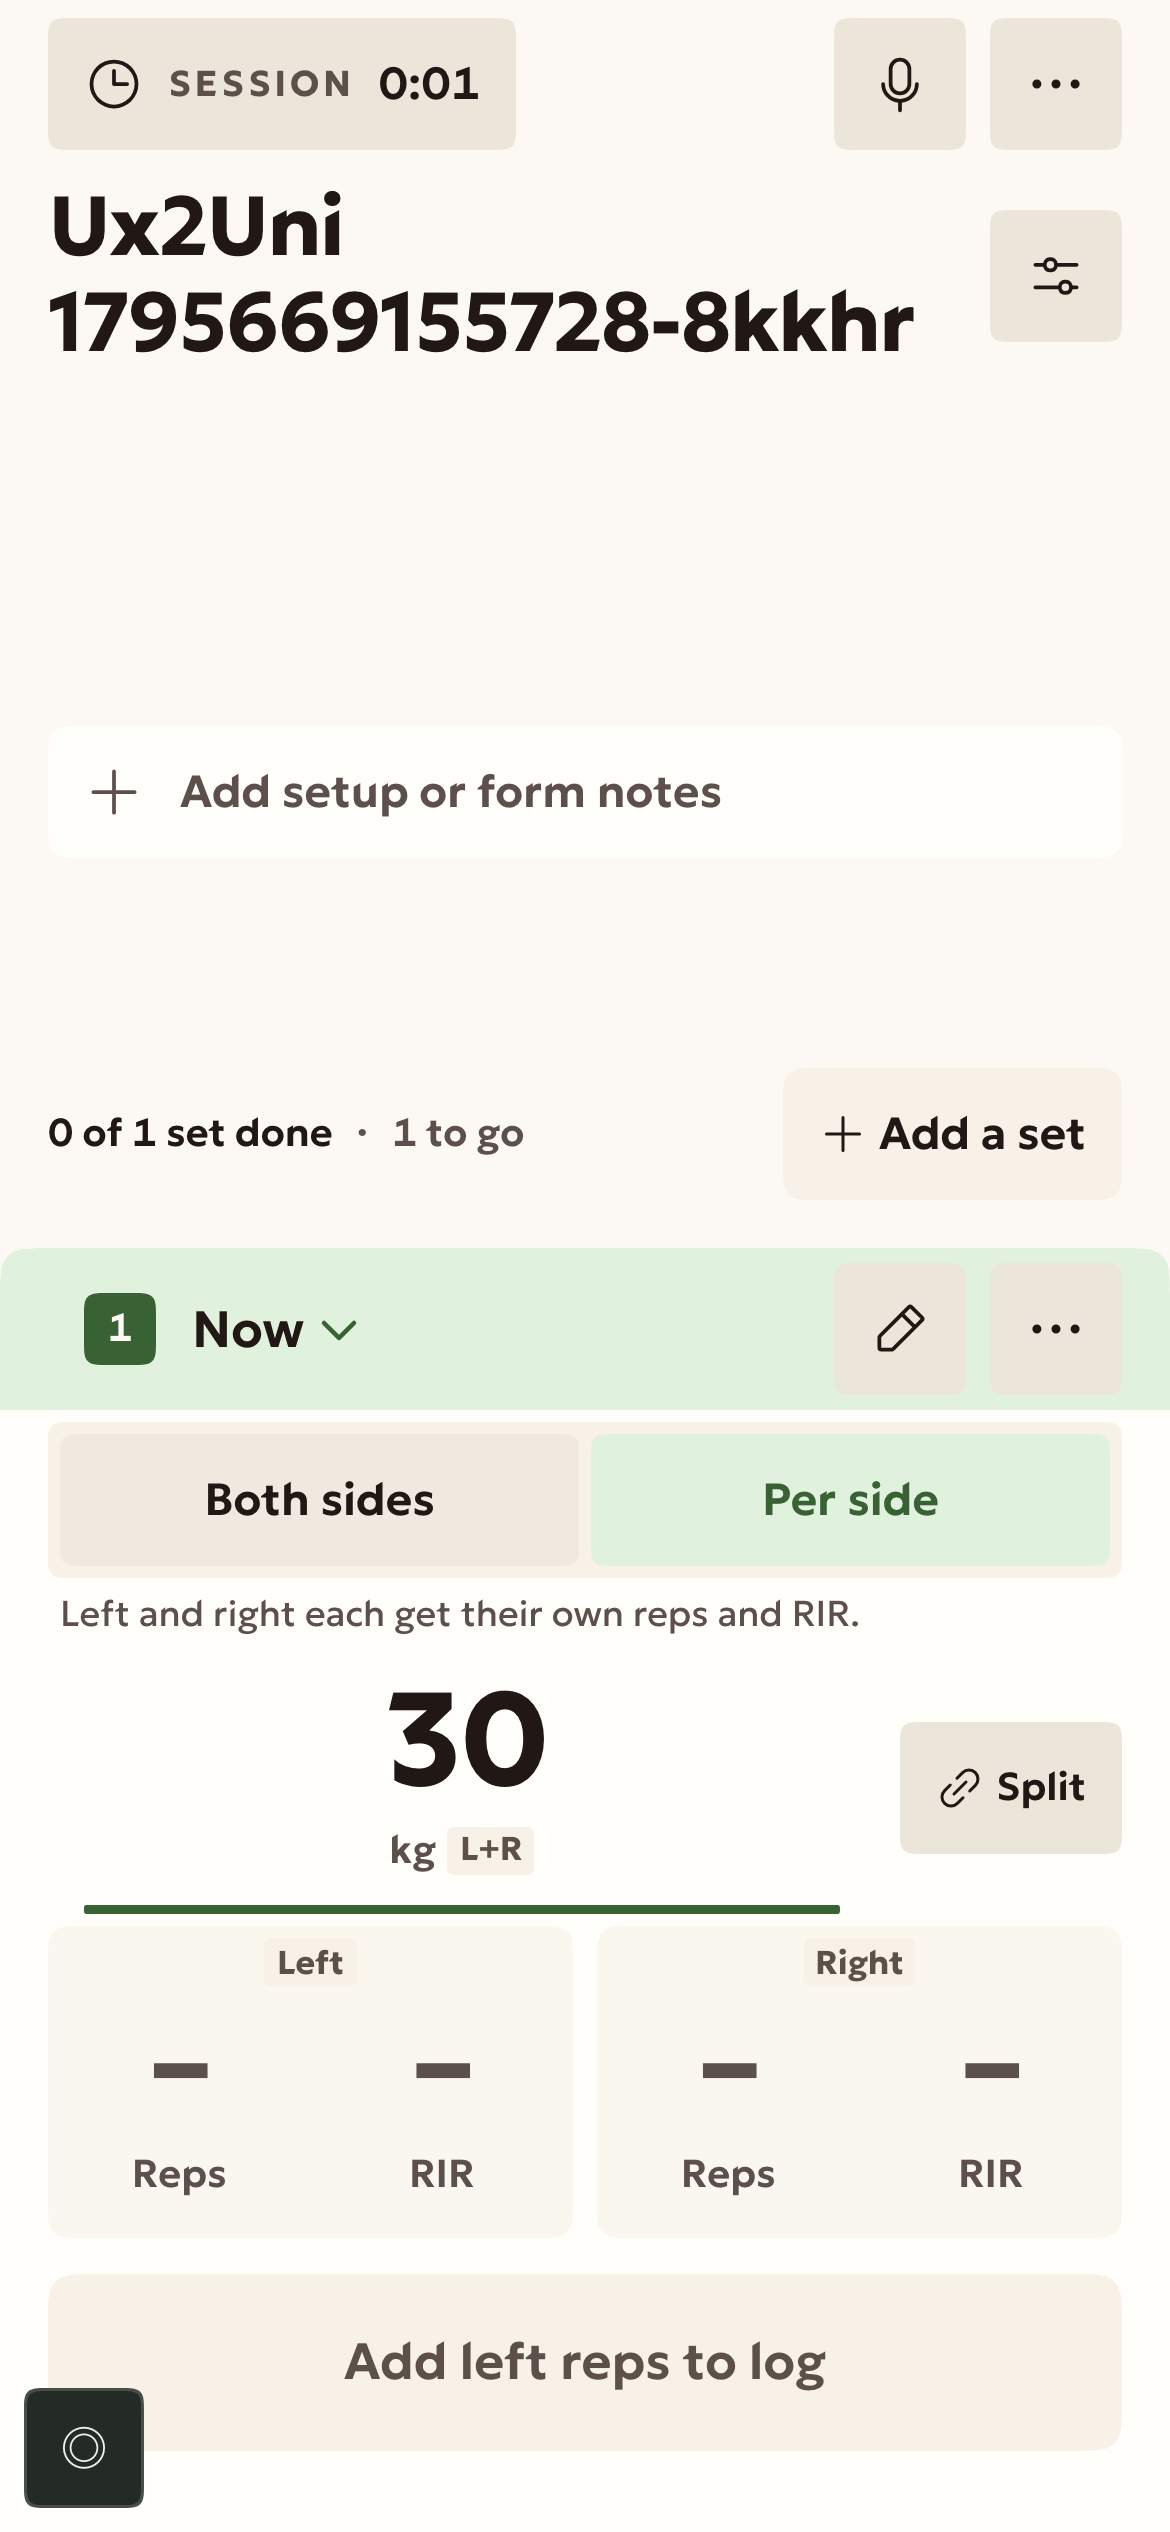 SESSION 0:01
Ux2Uni
1795669155728-8kkhr
Add setup or form notes
0 of 1 set done · 1 to go
+ Add a set
1 Now
Both sides
Per side
Left and right each get their own reps and RIR.
30
kg L+R
Split
Left
Right
– – – –
Reps RIR Reps RIR
Add left reps to log